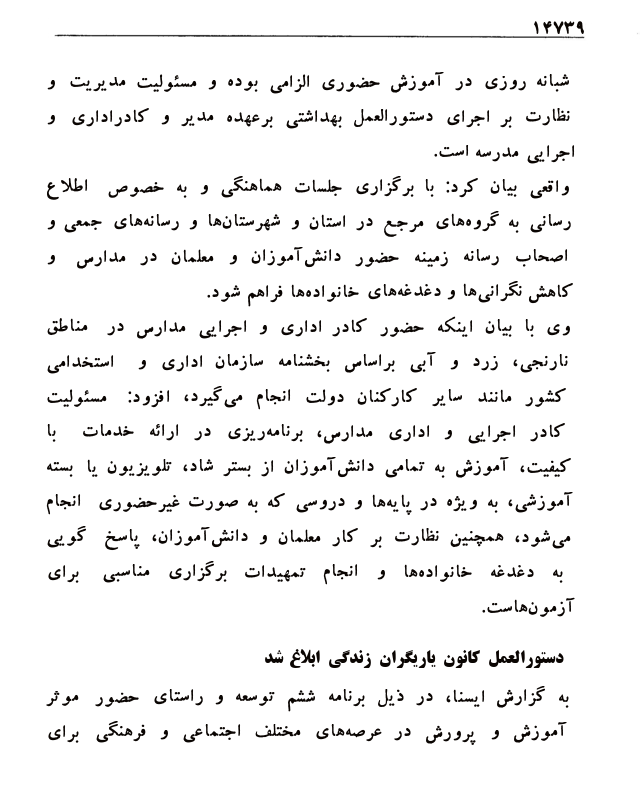 ۱۴۷۳۹
شبانه روزی در آموزش حضوری الزامی بوده و مسئولیت مدیریت و
نظارت بر اجرای دستورالعمل بهداشتی برعهده مدیر و کادراداری و
اجرایی مدرسه است.
واقعی بیان کرد: با برگزاری جلسات هماهنگی و به خصوص اطلاع
رسانی به گروه‌های مرجع در استان و شهرستان‌ها و رسانه‌های جمعی و
اصحاب رسانه زمینه حضور دانش‌آموزان و معلمان در مدارس و
کاهش نگرانی‌ها و دغدغه‌های خانواده‌ها فراهم شود.
وی با بیان اینکه حضور کادر اداری و اجرایی مدارس در مناطق
نارنجی، زرد و آبی براساس بخشنامه سازمان اداری و استخدامی
کشور مانند سایر کارکنان دولت انجام می‌گیرد، افزود: مسئولیت
کادر اجرایی و اداری مدارس، برنامه‌ریزی در ارائه خدمات با
کیفیت، آموزش به تمامی دانش‌آموزان از بستر شاد، تلویزیون یا بسته
آموزشی، به ویژه در پایه‌ها و دروسی که به صورت غیرحضوری انجام
می‌شود، همچنین نظارت بر کار معلمان و دانش‌آموزان، پاسخ گویی
به دغدغه خانواده‌ها و انجام تمهیدات برگزاری مناسبی برای
آزمون‌هاست.
دستورالعمل کانون یاریگران زندگی ابلاغ شد
به گزارش ایسنا، در ذیل برنامه ششم توسعه و راستای حضور موثر
آموزش و پرورش در عرصه‌های مختلف اجتماعی و فرهنگی برای